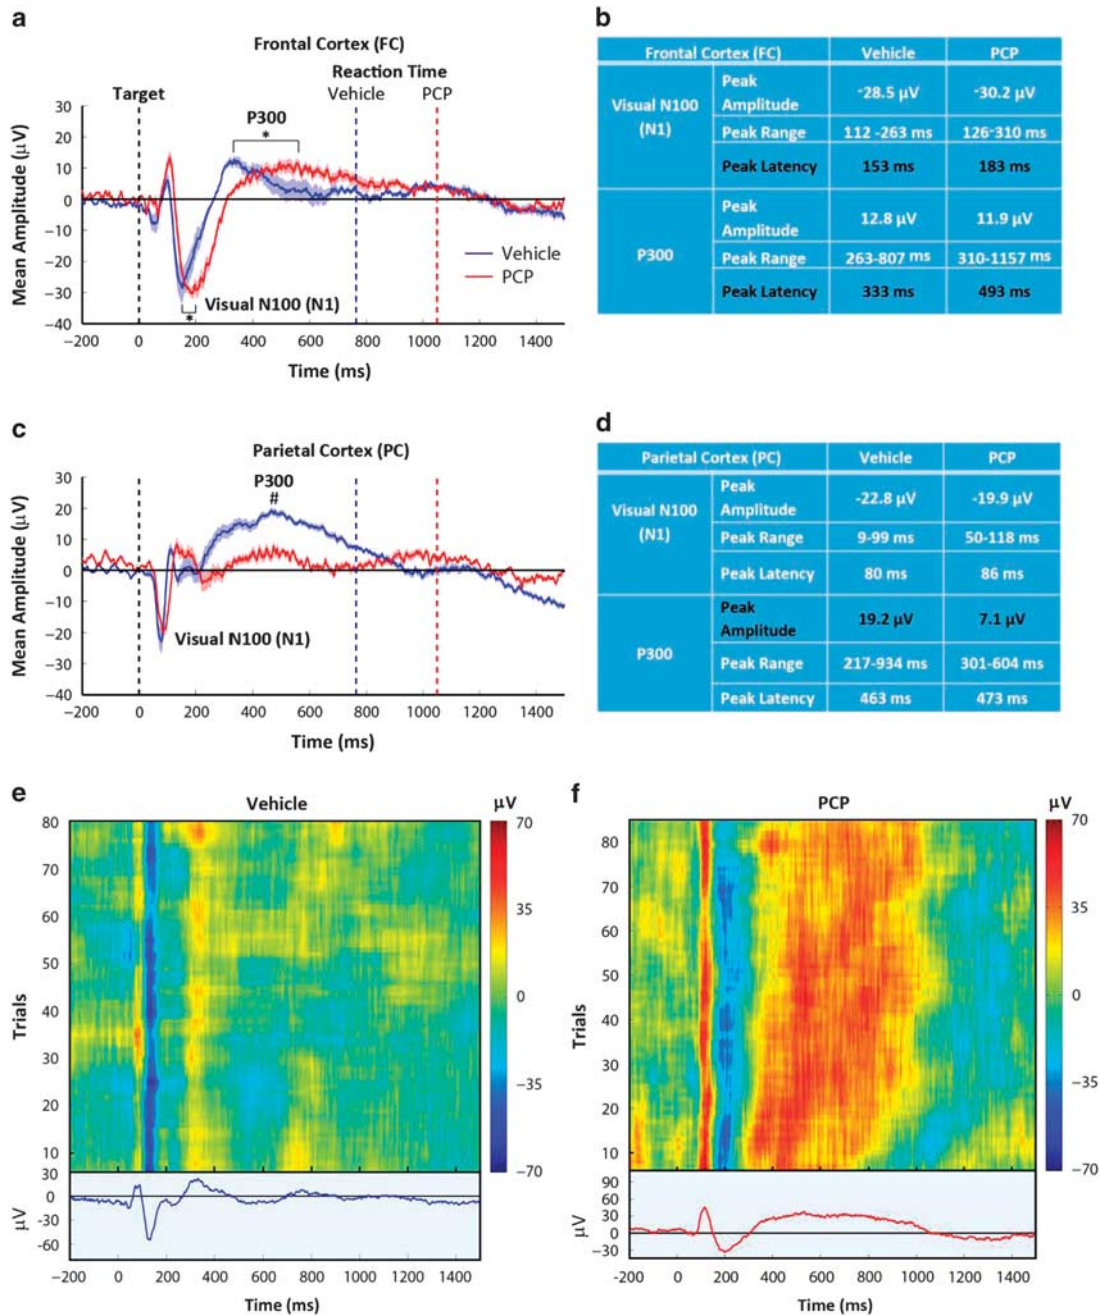 a
Frontal Cortex (FC)
Reaction Time
Target
Vehicle
PCP
P300
*
Mean Amplitude (μV)
30
20
10
0
−10
−20
−30
−40
Vehicle
PCP
Visual N100 (N1)
*
−200 0 200 400 600 800 1000 1200 1400
Time (ms)
b
Frontal Cortex (FC) Vehicle PCP
Visual N100 (N1)
Peak Amplitude -28.5 μV -30.2 μV
Peak Range 112 -263 ms 126-310 ms
Peak Latency 153 ms 183 ms
P300
Peak Amplitude 12.8 μV 11.9 μV
Peak Range 263-807 ms 310-1157 ms
Peak Latency 333 ms 493 ms
c
Parietal Cortex (PC)
P300
#
Mean Amplitude (μV)
30
20
10
0
−10
−20
−30
−40
Visual N100 (N1)
−200 0 200 400 600 800 1000 1200 1400
Time (ms)
d
Parietal Cortex (PC) Vehicle PCP
Visual N100 (N1)
Peak Amplitude -22.8 μV -19.9 μV
Peak Range 9-99 ms 50-118 ms
Peak Latency 80 ms 86 ms
P300
Peak Amplitude 19.2 μV 7.1 μV
Peak Range 217-934 ms 301-604 ms
Peak Latency 463 ms 473 ms
e
Vehicle
μV
Trials
80
70
60
50
40
30
20
10
70
35
0
−35
−70
μV
30
0
-30
-60
-200 0 200 400 600 800 1000 1200 1400
Time (ms)
f
PCP
μV
Trials
80
70
60
50
40
30
20
10
70
35
0
−35
−70
μV
90
60
30
0
−30
-200 0 200 400 600 800 1000 1200 1400
Time (ms)